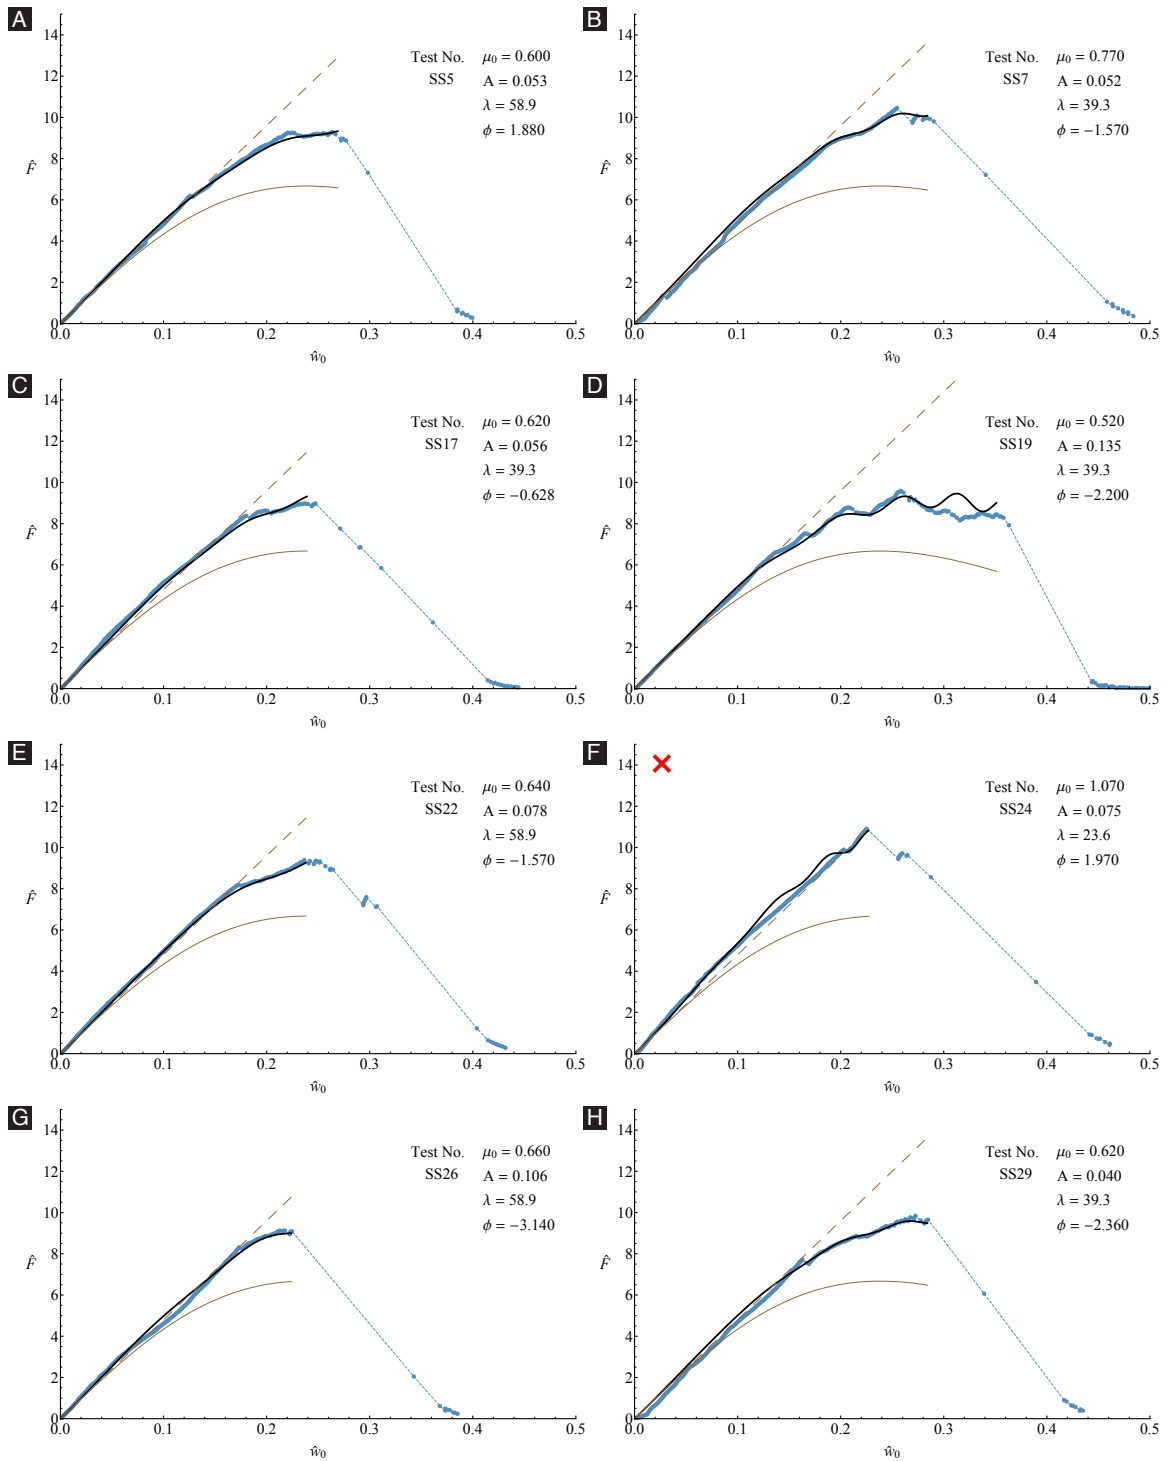 A
Test No.
SS5
μ₀ = 0.600
A = 0.053
λ = 58.9
ϕ = 1.880
14
12
10
8
6
4
2
0
F̂
0.0 0.1 0.2 0.3 0.4 0.5
ŵ₀
B
Test No.
SS7
μ₀ = 0.770
A = 0.052
λ = 39.3
ϕ = −1.570
14
12
10
8
6
4
2
0
F̂
0.0 0.1 0.2 0.3 0.4 0.5
ŵ₀
C
Test No.
SS17
μ₀ = 0.620
A = 0.056
λ = 39.3
ϕ = −0.628
14
12
10
8
6
4
2
0
F̂
0.0 0.1 0.2 0.3 0.4 0.5
ŵ₀
D
Test No.
SS19
μ₀ = 0.520
A = 0.135
λ = 39.3
ϕ = −2.200
14
12
10
8
6
4
2
0
F̂
0.0 0.1 0.2 0.3 0.4 0.5
ŵ₀
E
Test No.
SS22
μ₀ = 0.640
A = 0.078
λ = 58.9
ϕ = −1.570
14
12
10
8
6
4
2
0
F̂
0.0 0.1 0.2 0.3 0.4 0.5
ŵ₀
F
Test No.
SS24
μ₀ = 1.070
A = 0.075
λ = 23.6
ϕ = 1.970
14
12
10
8
6
4
2
0
F̂
0.0 0.1 0.2 0.3 0.4 0.5
ŵ₀
G
Test No.
SS26
μ₀ = 0.660
A = 0.106
λ = 58.9
ϕ = −3.140
14
12
10
8
6
4
2
0
F̂
0.0 0.1 0.2 0.3 0.4 0.5
ŵ₀
H
Test No.
SS29
μ₀ = 0.620
A = 0.040
λ = 39.3
ϕ = −2.360
14
12
10
8
6
4
2
0
F̂
0.0 0.1 0.2 0.3 0.4 0.5
ŵ₀